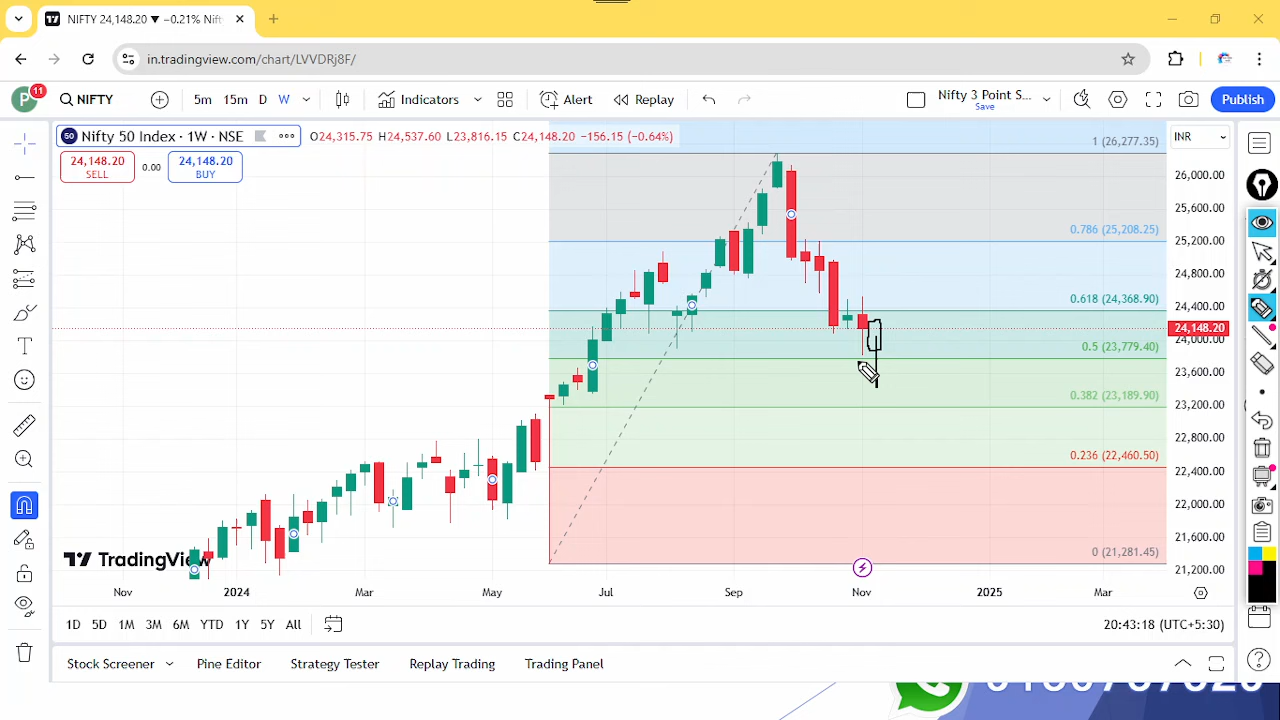 NIFTY 24,148.20 ▼ −0.21% Nif
in.tradingview.com/chart/LVVDRj8F/
P 11 NIFTY 5m 15m D W Indicators Alert Replay Nifty 3 Point S... Save Publish
50 Nifty 50 Index · 1W · NSE O24,315.75 H24,537.60 L23,816.15 C24,148.20 −156.15 (−0.64%)
INR
24,148.20 SELL 0.00 24,148.20 BUY
1 (26,277.35)
26,000.00
25,600.00
0.786 (25,208.25)
25,200.00
24,800.00
0.618 (24,368.90)
24,400.00
24,148.20
24,000.00
0.5 (23,779.40)
23,600.00
0.382 (23,189.90)
23,200.00
22,800.00
0.236 (22,460.50)
22,400.00
22,000.00
21,600.00
0 (21,281.45)
21,200.00
TradingView
Nov 2024 Mar May Jul Sep Nov 2025 Mar
1D 5D 1M 3M 6M YTD 1Y 5Y All 20:43:18 (UTC+5:30)
Stock Screener Pine Editor Strategy Tester Replay Trading Trading Panel